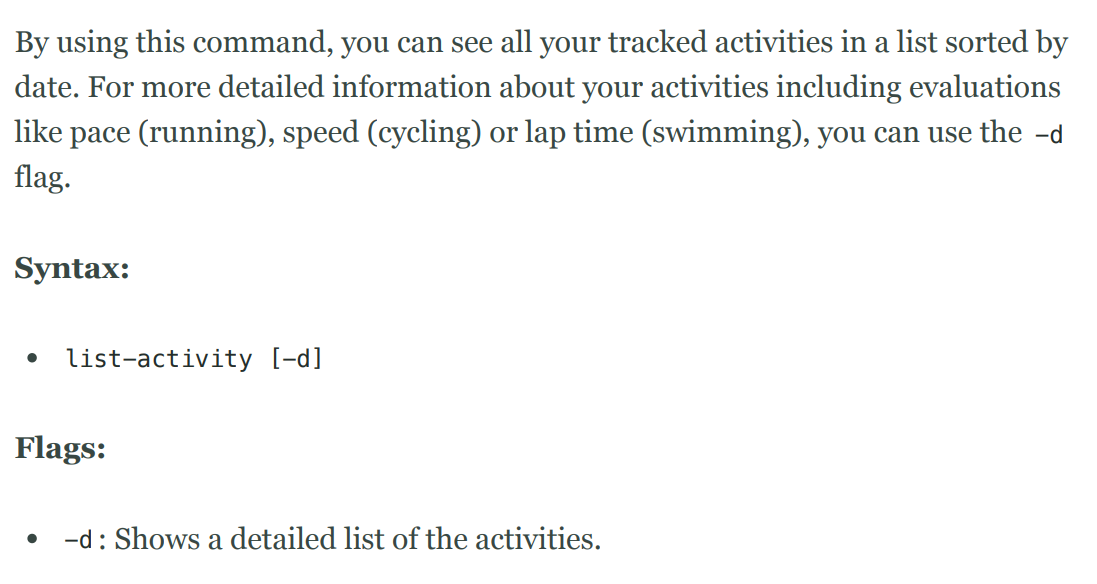 By using this command, you can see all your tracked activities in a list sorted by
date. For more detailed information about your activities including evaluations
like pace (running), speed (cycling) or lap time (swimming), you can use the -d
flag.
Syntax:
• list-activity [-d]
Flags:
• -d: Shows a detailed list of the activities.